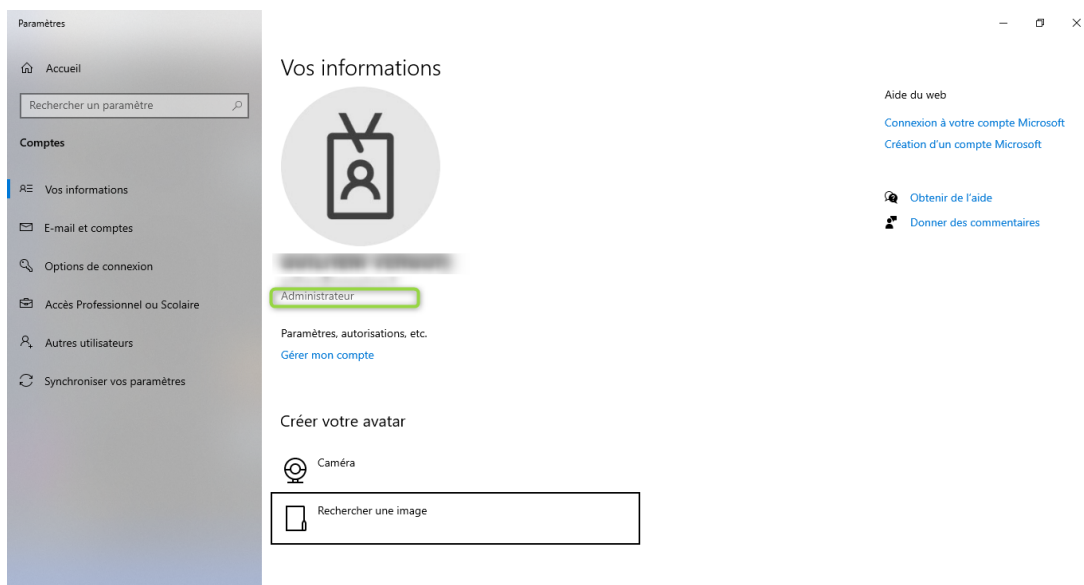 Paramètres
Accueil
Rechercher un paramètre
Comptes
Vos informations
E-mail et comptes
Options de connexion
Accès Professionnel ou Scolaire
Autres utilisateurs
Synchroniser vos paramètres
Vos informations
Administrateur
Paramètres, autorisations, etc.
Gérer mon compte
Créer votre avatar
Caméra
Rechercher une image
Aide du web
Connexion à votre compte Microsoft
Création d'un compte Microsoft
Obtenir de l'aide
Donner des commentaires